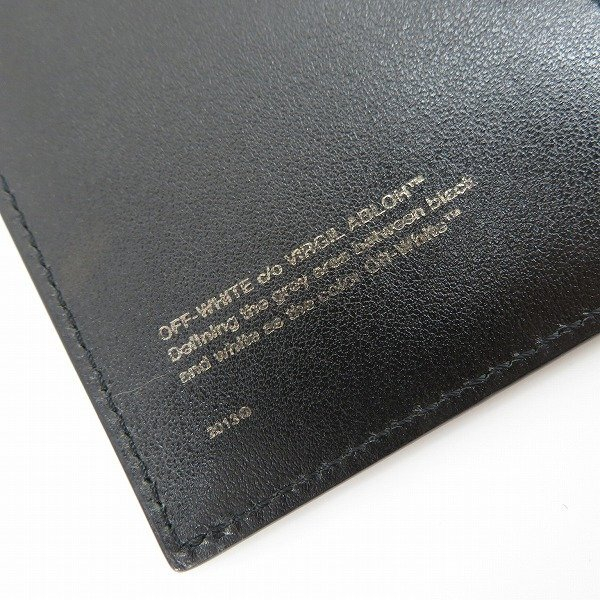 OFF-WHITE c/o VIRGIL ABLOH™
Defining the grey area between black
and white as the color Off-White™
2013©